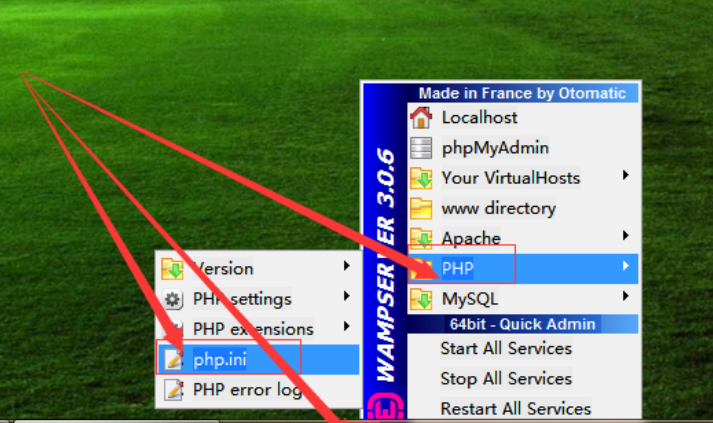 Made in France by Otomatic
Localhost
phpMyAdmin
Your VirtualHosts
www directory
Apache
PHP
MySQL
64bit - Quick Admin
Start All Services
Stop All Services
Restart All Services
WAMPSERVER 3.0.6
Version
PHP settings
PHP extensions
php.ini
PHP error log